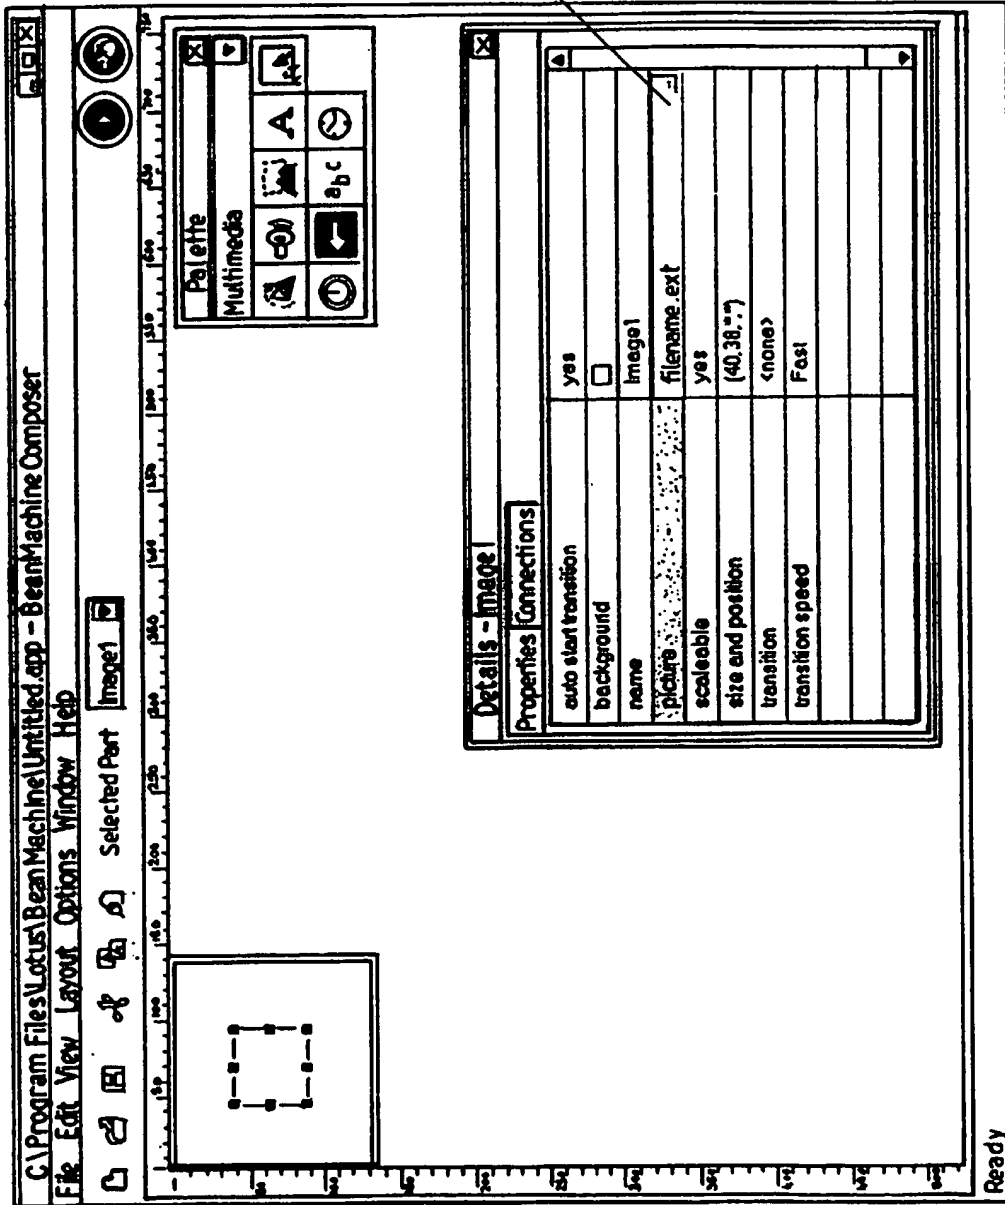 C\Program Files\Lotus\BeanMachine\Untitled.app - BeanMachine Composer
File Edit View Layout Options Window Help
Selected Part Image1
Palette
Multimedia
A
abc
Details - Image1
Properties Connections
auto start transition yes
background
name Image1
picture filename.ext
scaleable yes
size and position
transition <none>
transition speed Fast
Ready